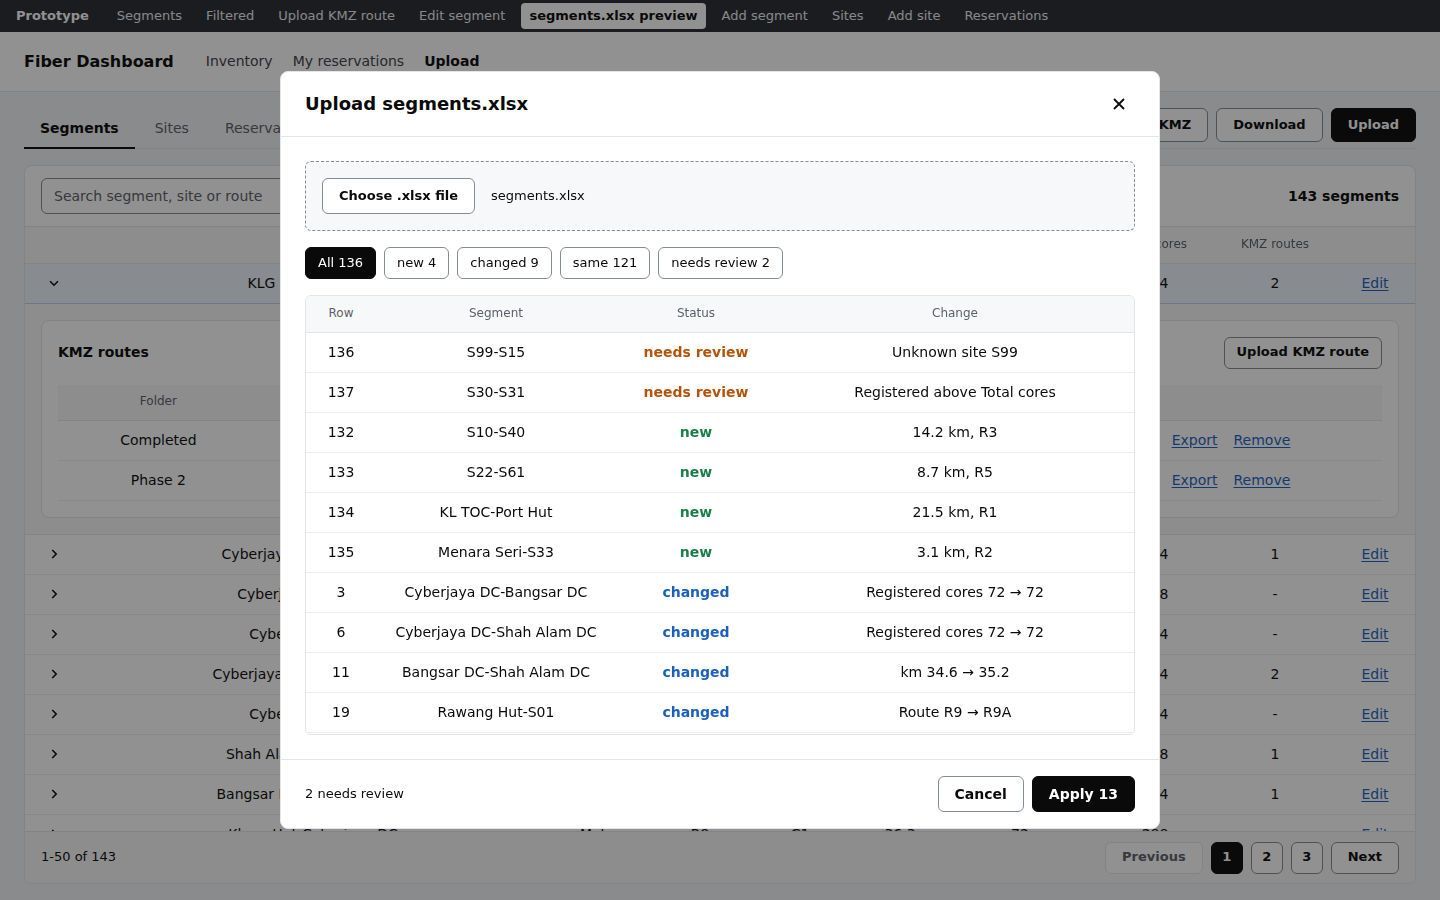 Prototype Segments Filtered Upload KMZ route Edit segment segments.xlsx preview Add segment Sites Add site Reservations
Fiber Dashboard Inventory My reservations Upload
Segments Sites Reserva KMZ Download Upload
Search segment, site or route 143 segments
ores KMZ routes
KLG 4 2 Edit
KMZ routes Upload KMZ route
Folder
Completed Export Remove
Phase 2 Export Remove
Cyberjay 4 1 Edit
Cyberj 8 - Edit
Cybe 4 - Edit
Cyberjaya 4 2 Edit
Cybe 4 - Edit
Shah Al 8 1 Edit
Bangsar 4 1 Edit
1-50 of 143 Previous 1 2 3 Next
Upload segments.xlsx ✕
Choose .xlsx file segments.xlsx
All 136 new 4 changed 9 same 121 needs review 2
Row Segment Status Change
136 S99-S15 needs review Unknown site S99
137 S30-S31 needs review Registered above Total cores
132 S10-S40 new 14.2 km, R3
133 S22-S61 new 8.7 km, R5
134 KL TOC-Port Hut new 21.5 km, R1
135 Menara Seri-S33 new 3.1 km, R2
3 Cyberjaya DC-Bangsar DC changed Registered cores 72 → 72
6 Cyberjaya DC-Shah Alam DC changed Registered cores 72 → 72
11 Bangsar DC-Shah Alam DC changed km 34.6 → 35.2
19 Rawang Hut-S01 changed Route R9 → R9A
2 needs review Cancel Apply 13